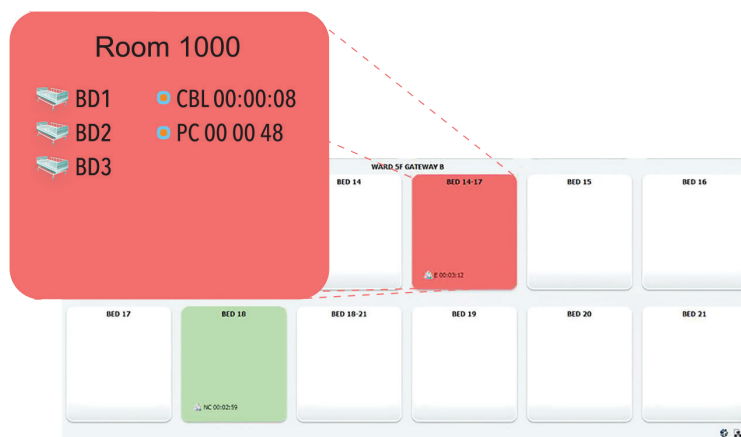 Room 1000
BD1 CBL 00:00:08
BD2 PC 00 00 48
BD3
WARD 5F GATEWAY B
BED 14 BED 14-17 BED 15 BED 16
E 00:03:12
BED 17 BED 18 BED 18-21 BED 19 BED 20 BED 21
NC 00:02:59